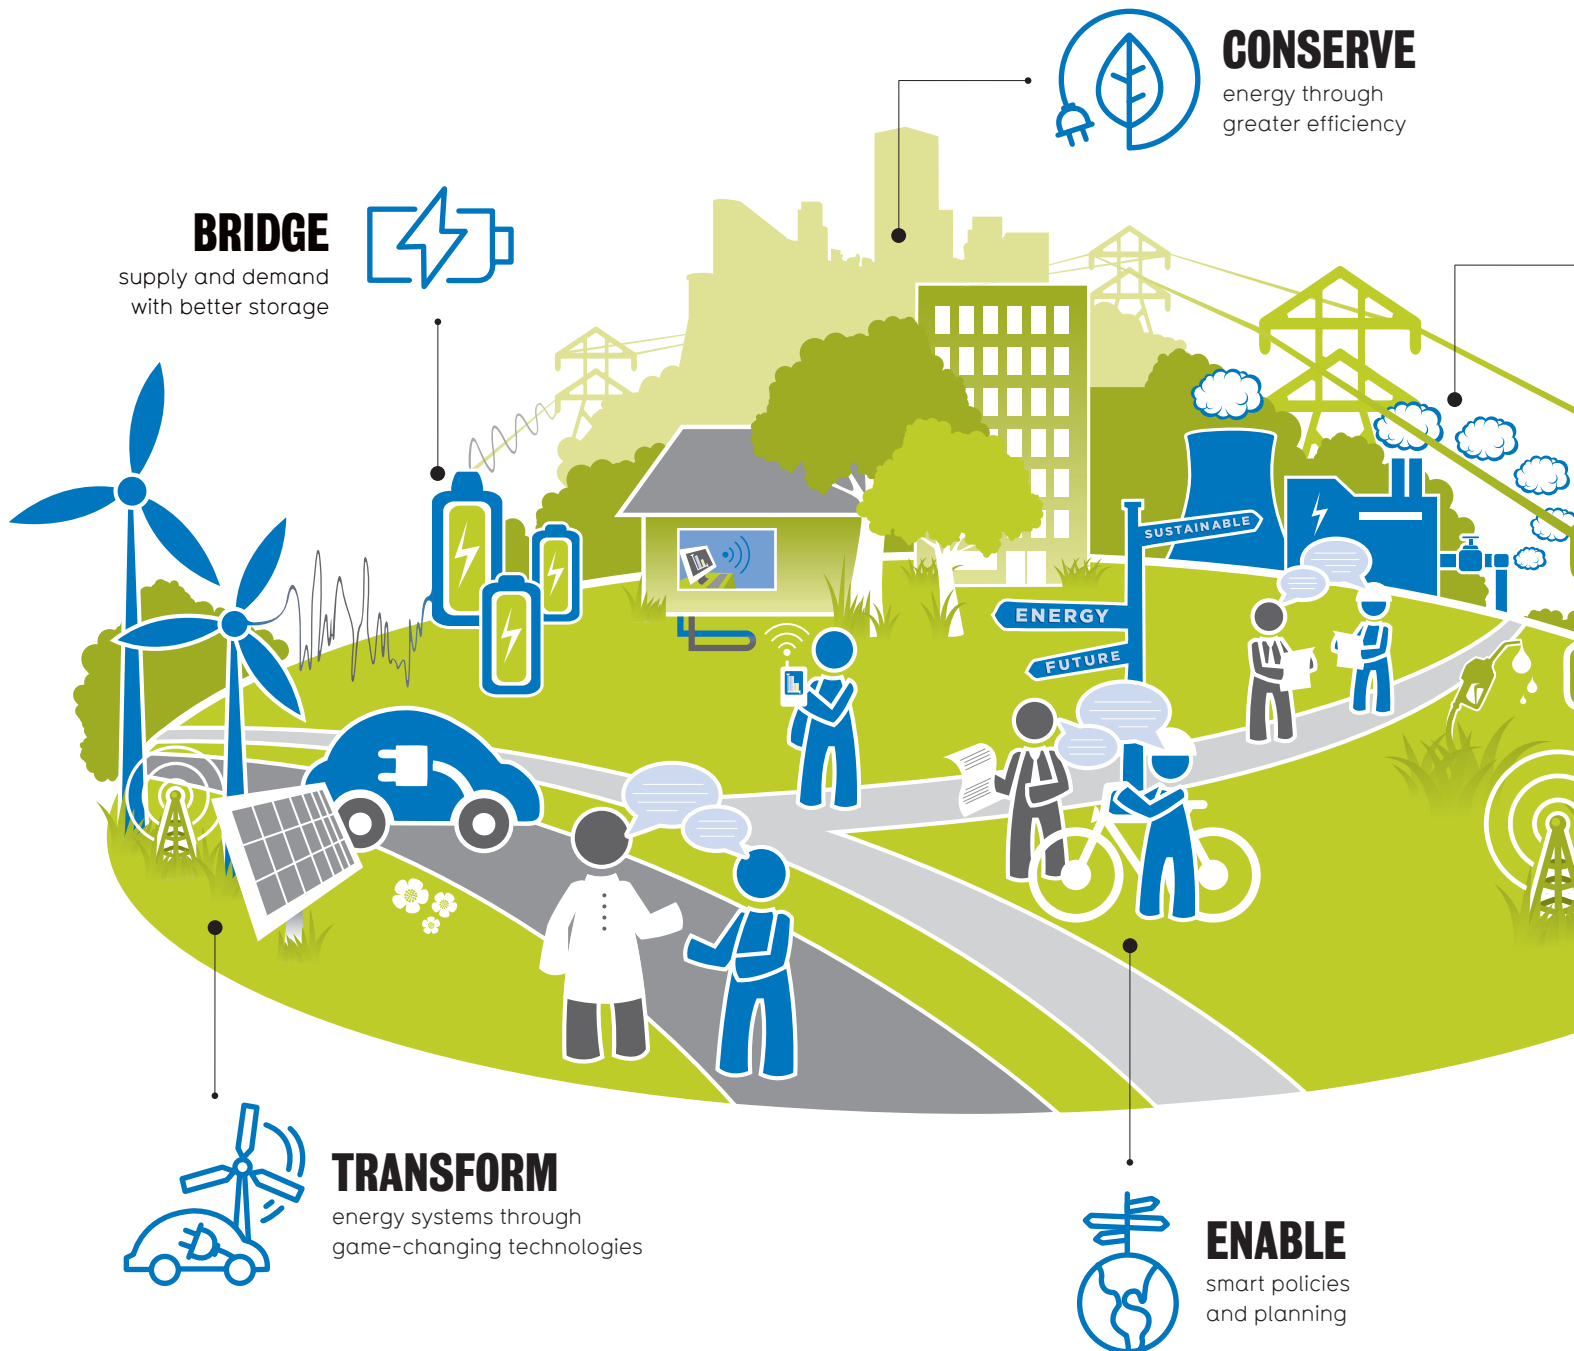 CONSERVE
energy through
greater efficiency
BRIDGE
supply and demand
with better storage
SUSTAINABLE
ENERGY
FUTURE
TRANSFORM
energy systems through
game-changing technologies
ENABLE
smart policies
and planning